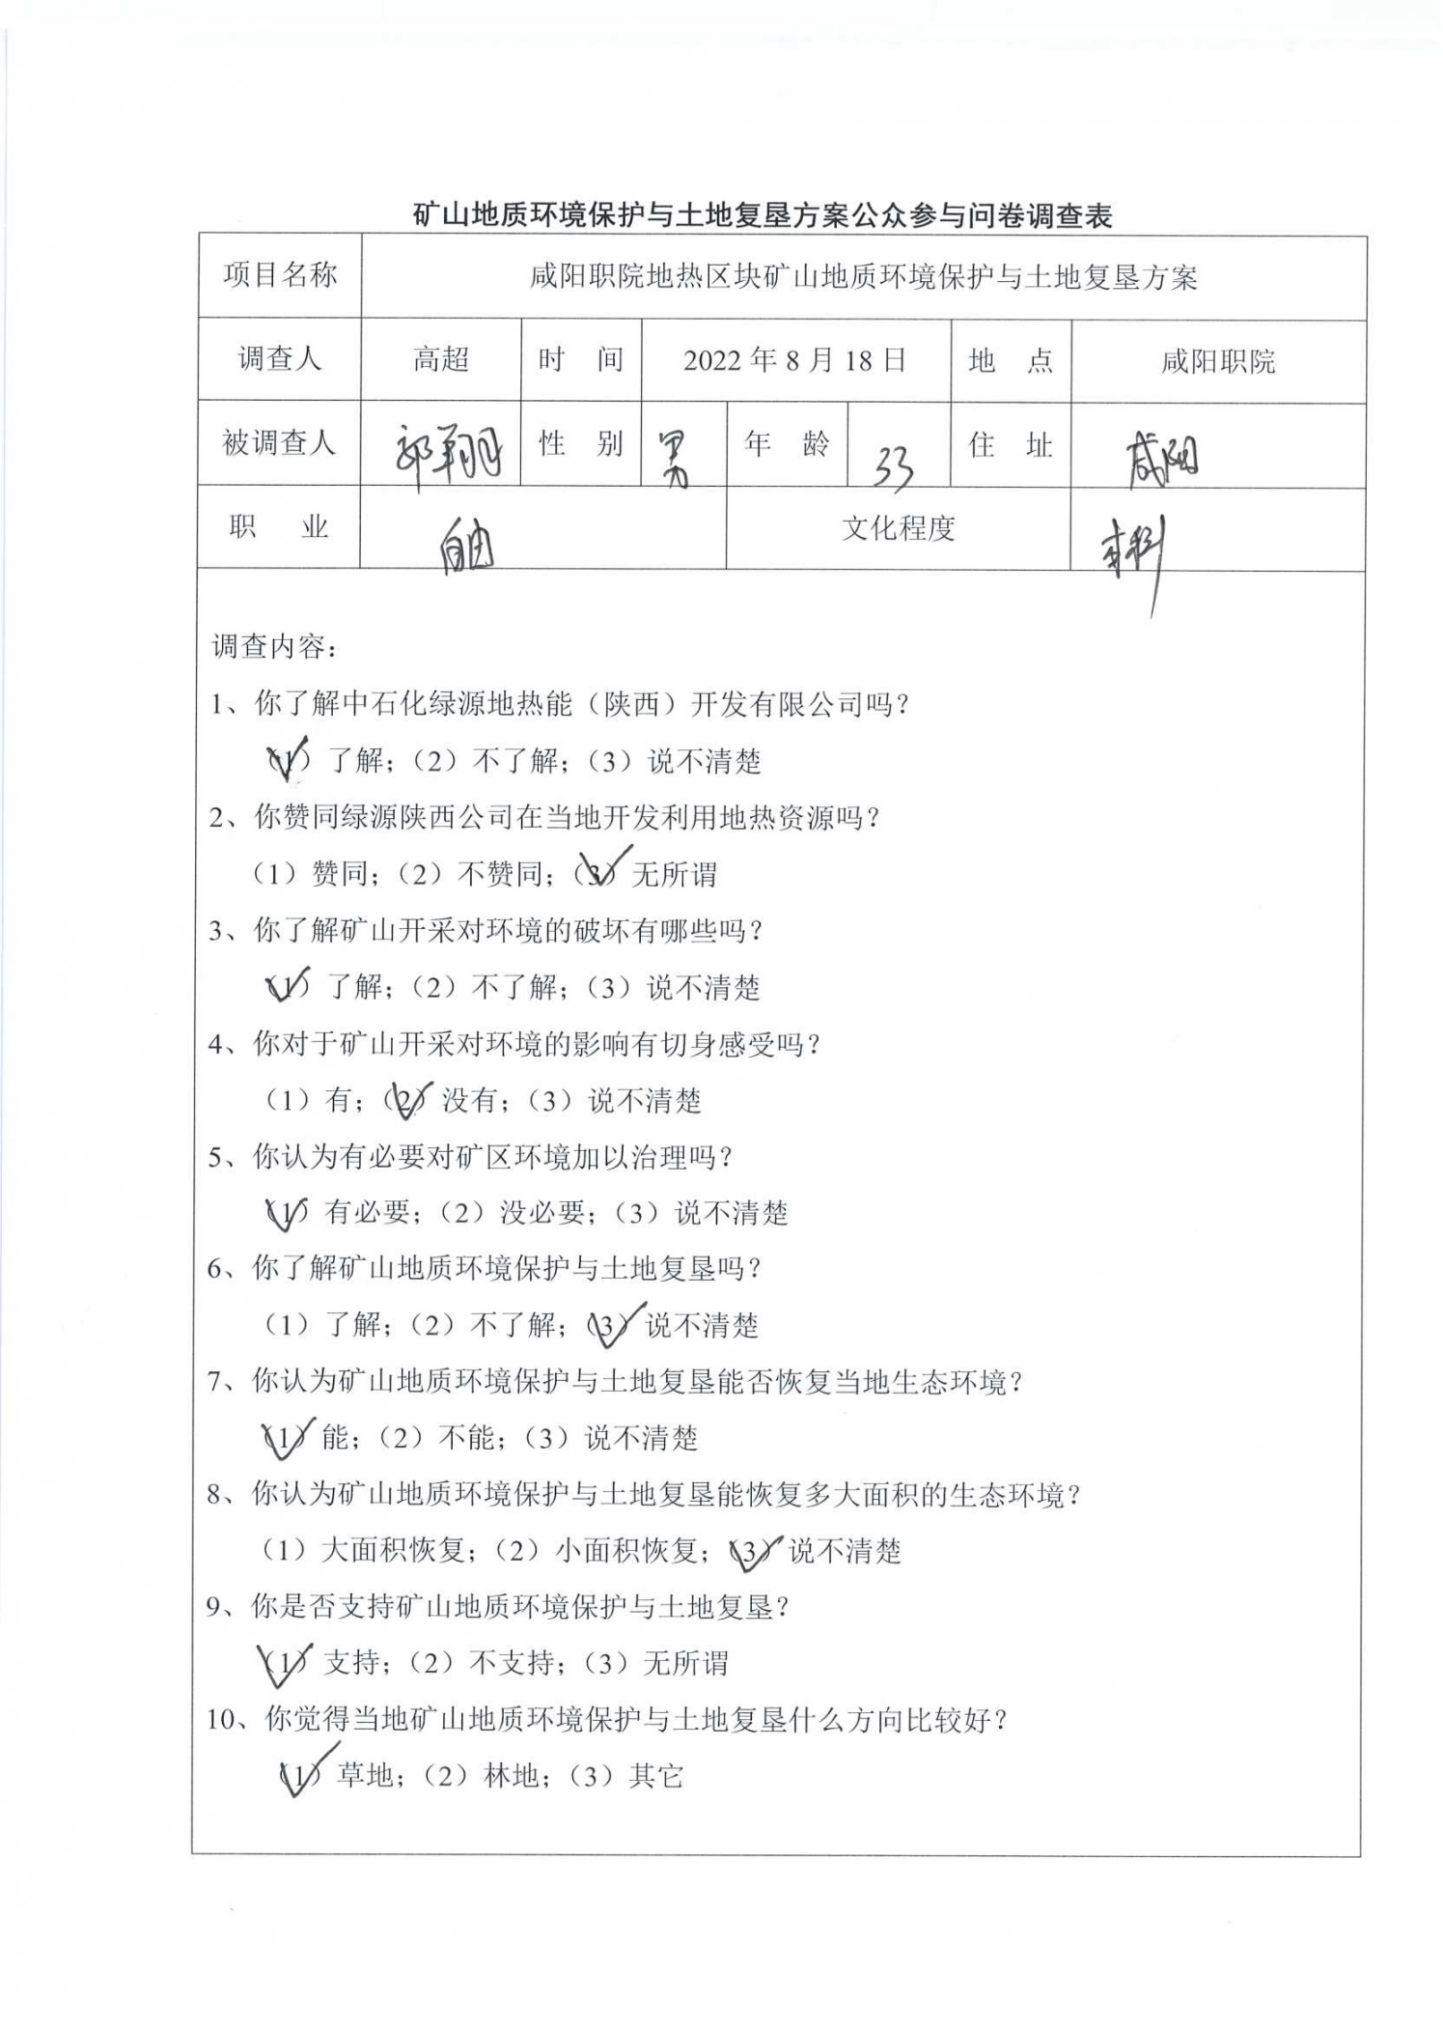 矿山地质环境保护与土地复垦方案公众参与问卷调查表
项目名称 咸阳职院地热区块矿山地质环境保护与土地复垦方案
调查人 高超 时 间 2022 年 8 月 18 日 地 点 咸阳职院
被调查人 郭翔 性 别 男 年 龄 33 住 址 咸阳
职 业 自由 文化程度 本科
调查内容：
1、你了解中石化绿源地热能（陕西）开发有限公司吗？
（1）了解；（2）不了解；（3）说不清楚
2、你赞同绿源陕西公司在当地开发利用地热资源吗？
（1）赞同；（2）不赞同；（3）无所谓
3、你了解矿山开采对环境的破坏有哪些吗？
（1）了解；（2）不了解；（3）说不清楚
4、你对于矿山开采对环境的影响有切身感受吗？
（1）有；（2）没有；（3）说不清楚
5、你认为有必要对矿区环境加以治理吗？
（1）有必要；（2）没必要；（3）说不清楚
6、你了解矿山地质环境保护与土地复垦吗？
（1）了解；（2）不了解；（3）说不清楚
7、你认为矿山地质环境保护与土地复垦能否恢复当地生态环境？
（1）能；（2）不能；（3）说不清楚
8、你认为矿山地质环境保护与土地复垦能恢复多大面积的生态环境？
（1）大面积恢复；（2）小面积恢复；（3）说不清楚
9、你是否支持矿山地质环境保护与土地复垦？
（1）支持；（2）不支持；（3）无所谓
10、你觉得当地矿山地质环境保护与土地复垦什么方向比较好？
（1）草地；（2）林地；（3）其它